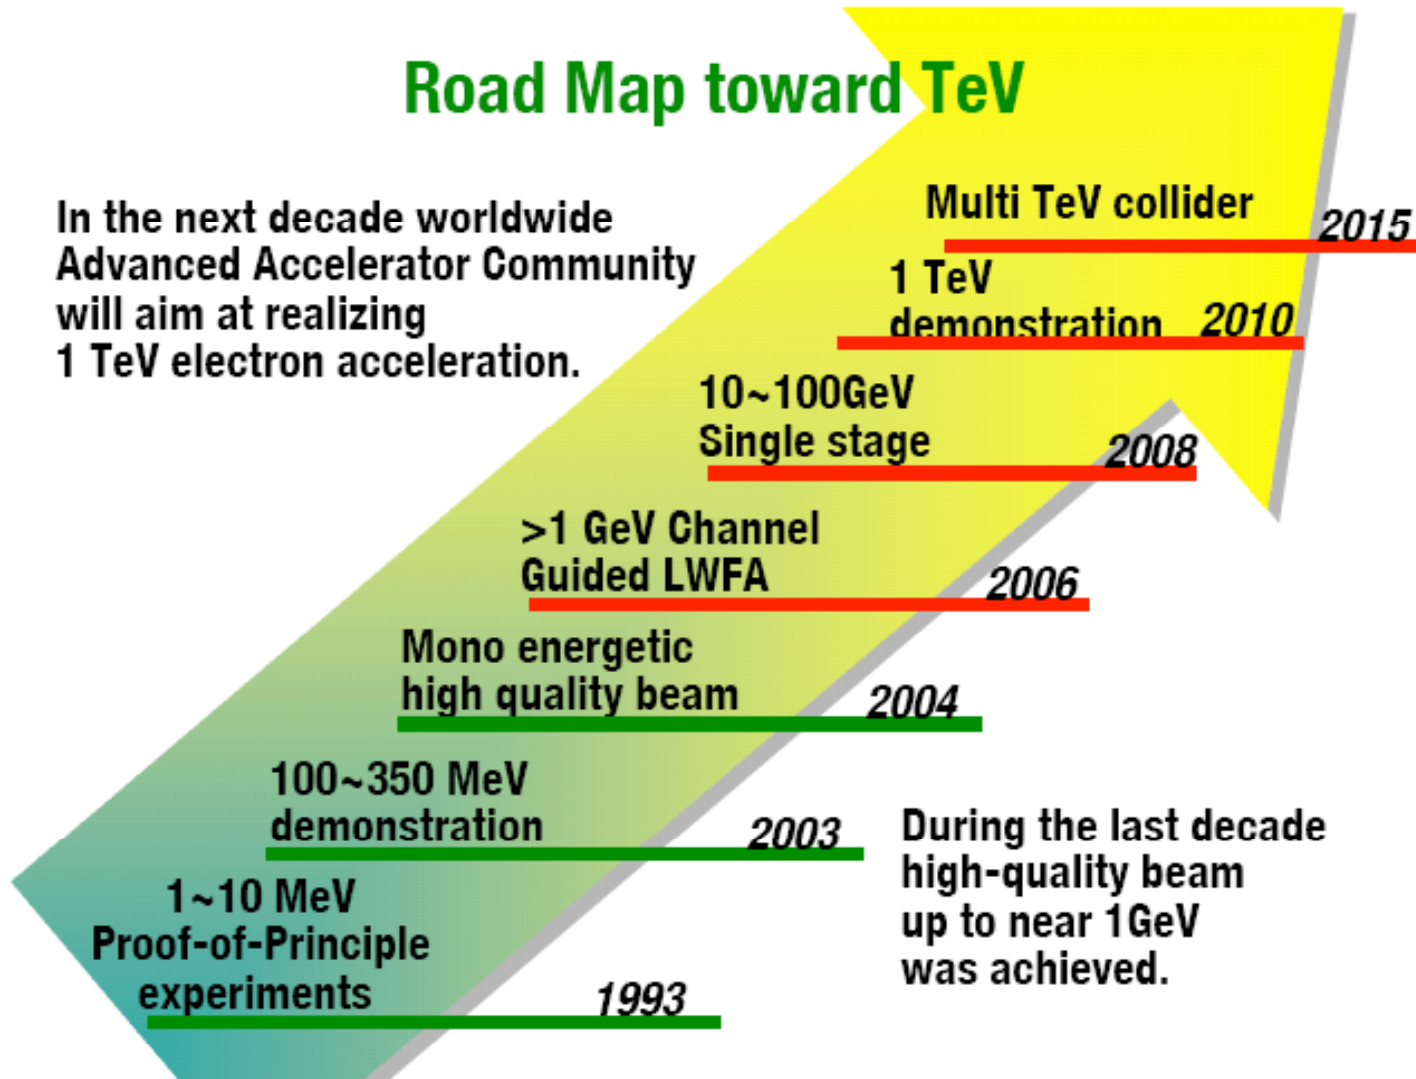 Road Map toward TeV
In the next decade worldwide
Advanced Accelerator Community
will aim at realizing
1 TeV electron acceleration.
Multi TeV collider
2015
1 TeV
demonstration 2010
10~100GeV
Single stage
2008
>1 GeV Channel
Guided LWFA
2006
Mono energetic
high quality beam
2004
100~350 MeV
demonstration
2003
1~10 MeV
Proof-of-Principle
experiments
1993
During the last decade
high-quality beam
up to near 1GeV
was achieved.